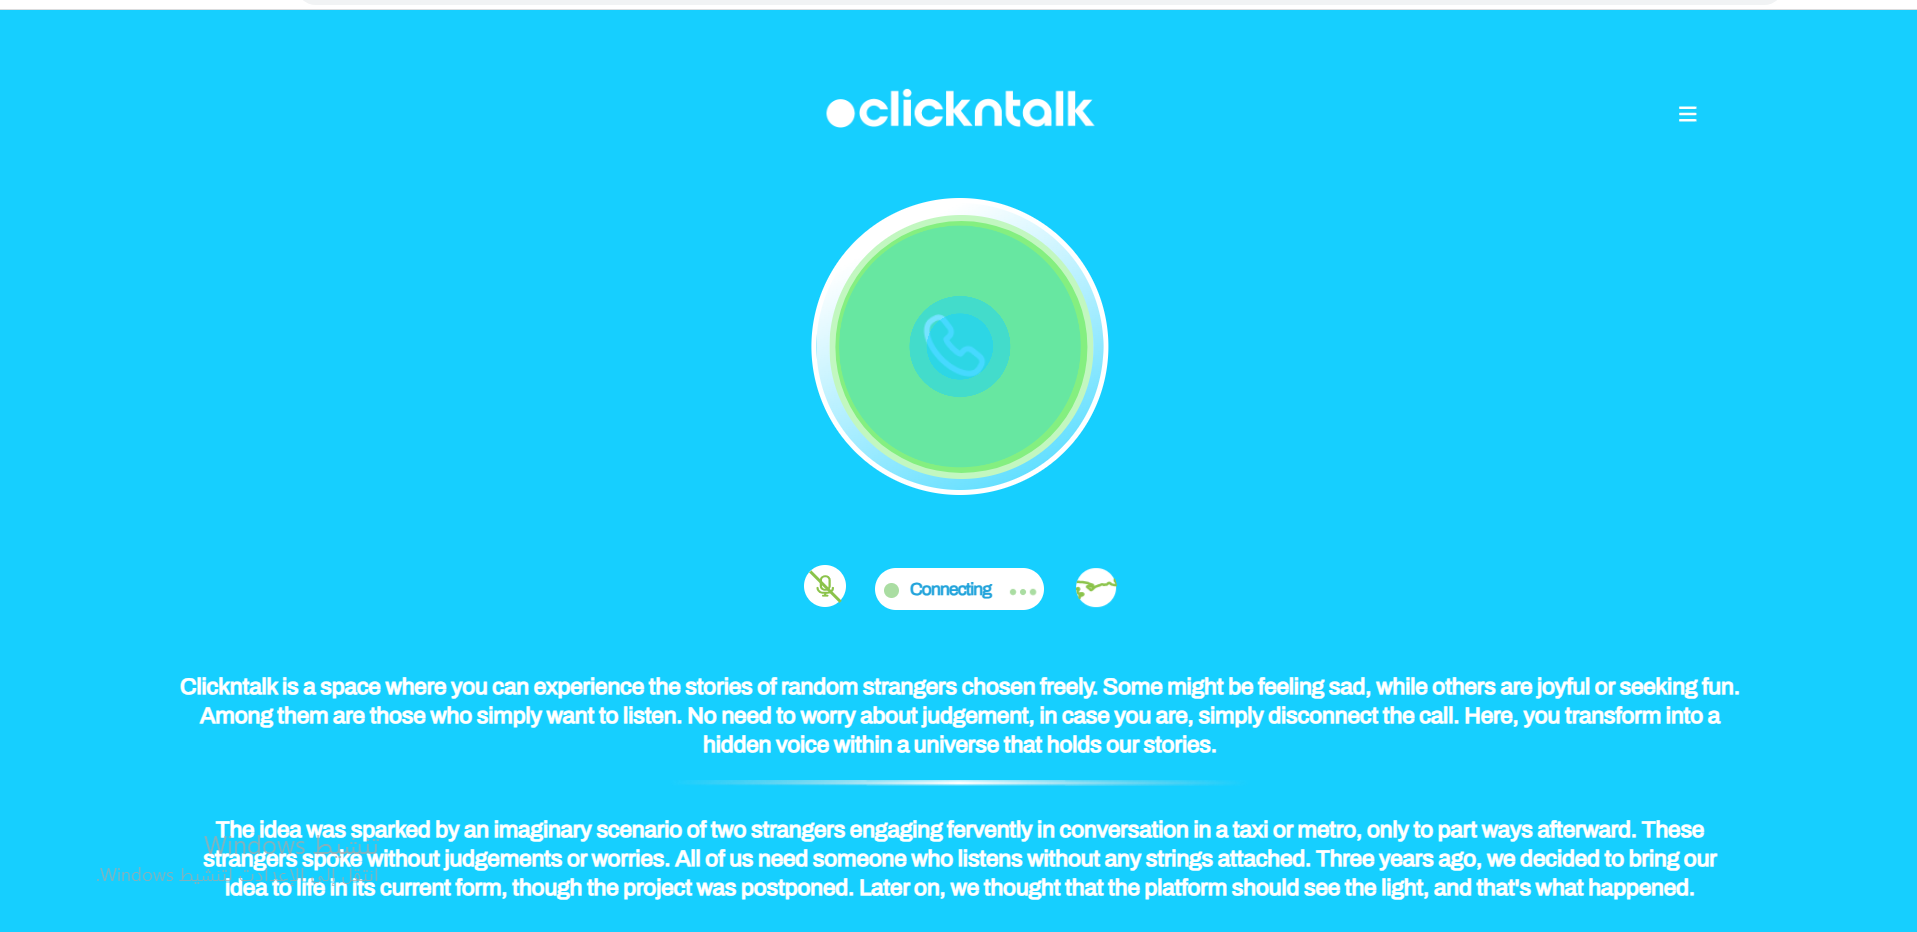 clickntalk
Connecting
Clickntalk is a space where you can experience the stories of random strangers chosen freely. Some might be feeling sad, while others are joyful or seeking fun.
Among them are those who simply want to listen. No need to worry about judgement, in case you are, simply disconnect the call. Here, you transform into a
hidden voice within a universe that holds our stories.
The idea was sparked by an imaginary scenario of two strangers engaging fervently in conversation in a taxi or metro, only to part ways afterward. These
strangers spoke without judgements or worries. All of us need someone who listens without any strings attached. Three years ago, we decided to bring our
idea to life in its current form, though the project was postponed. Later on, we thought that the platform should see the light, and that's what happened.
تنشيط Windows
انتقل إلى الإعدادات لتنشيط Windows